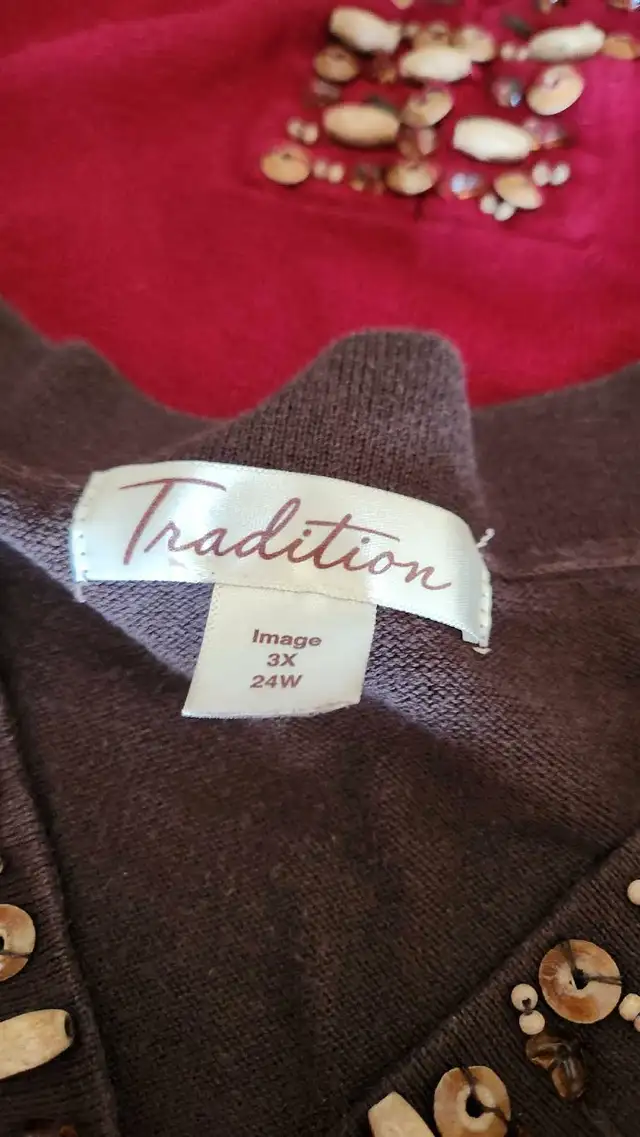 Tradition
Image
3X
24W